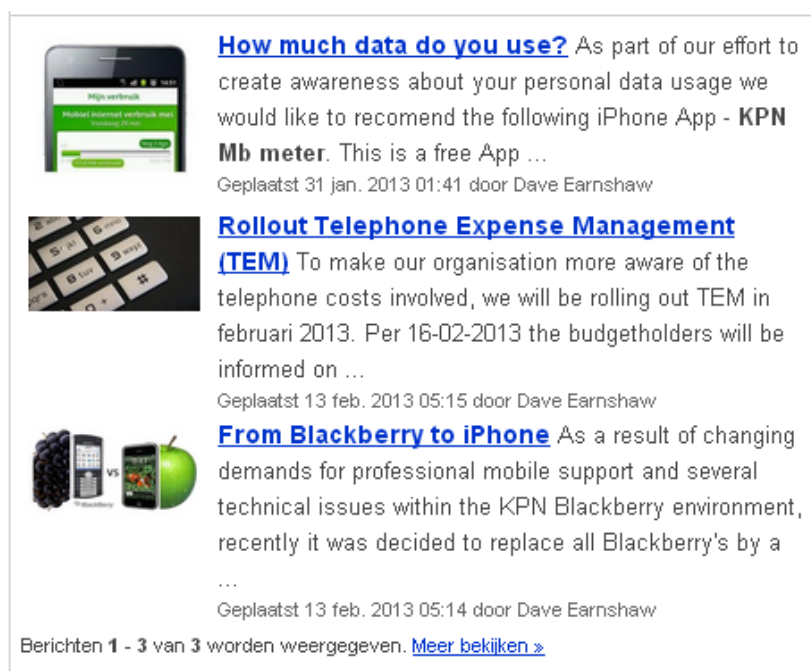 How much data do you use? As part of our effort to
create awareness about your personal data usage we
would like to recomend the following iPhone App - KPN
Mb meter. This is a free App ...
Geplaatst 31 jan. 2013 01:41 door Dave Earnshaw
Mijn verbruik
Mobiel internet verbruik mei
Rollout Telephone Expense Management
(TEM) To make our organisation more aware of the
telephone costs involved, we will be rolling out TEM in
februari 2013. Per 16-02-2013 the budgetholders will be
informed on ...
Geplaatst 13 feb. 2013 05:15 door Dave Earnshaw
From Blackberry to iPhone As a result of changing
demands for professional mobile support and several
technical issues within the KPN Blackberry environment,
recently it was decided to replace all Blackberry's by a
...
Geplaatst 13 feb. 2013 05:14 door Dave Earnshaw
VS
Berichten 1 - 3 van 3 worden weergegeven. Meer bekijken »